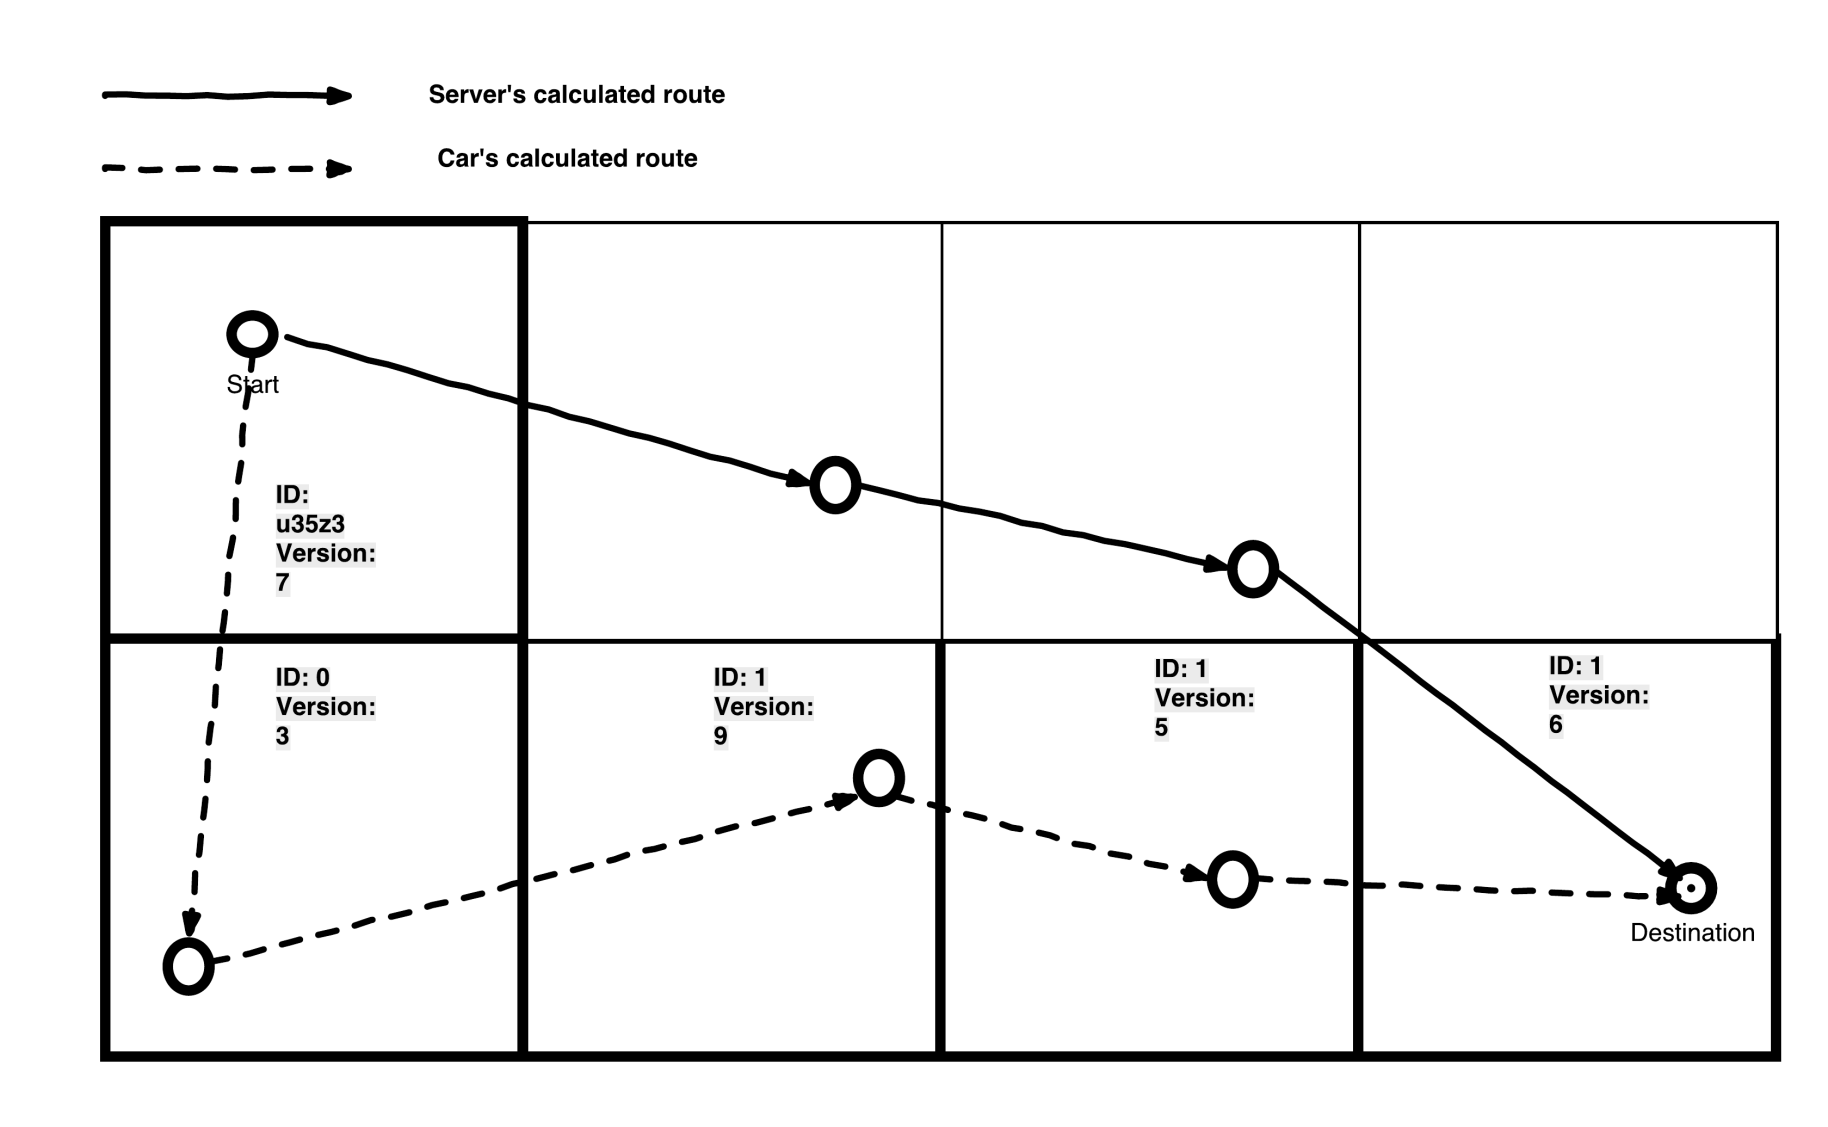 Server's calculated route
Car's calculated route
Start
ID:
u35z3
Version:
7
ID: 0
Version:
3
ID: 1
Version:
9
ID: 1
Version:
5
ID: 1
Version:
6
Destination